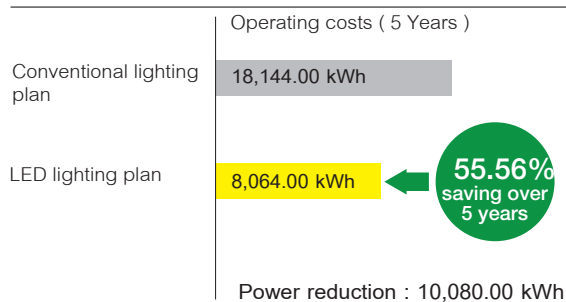 Operating costs ( 5 Years )
Conventional lighting
plan
18,144.00 kWh
LED lighting plan
8,064.00 kWh
55.56%
saving over
5 years
Power reduction : 10,080.00 kWh